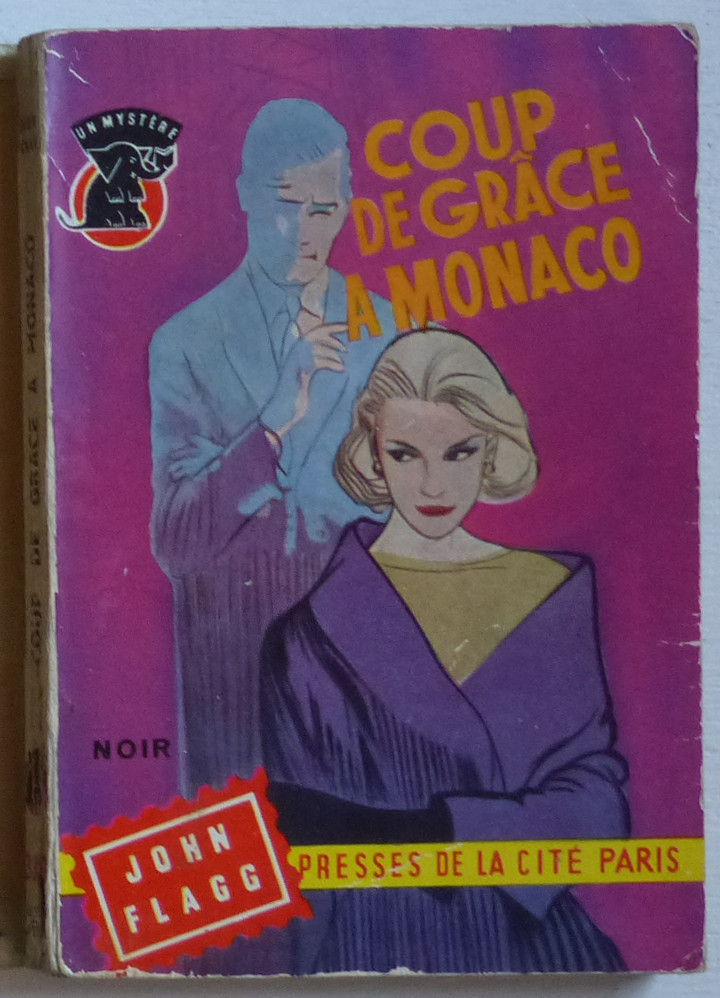 UN MYSTÈRE
COUP
DE GRÂCE
A MONACO
NOIR
JOHN
FLAGG
PRESSES DE LA CITÉ PARIS
COUP DE GRACE A MONACO